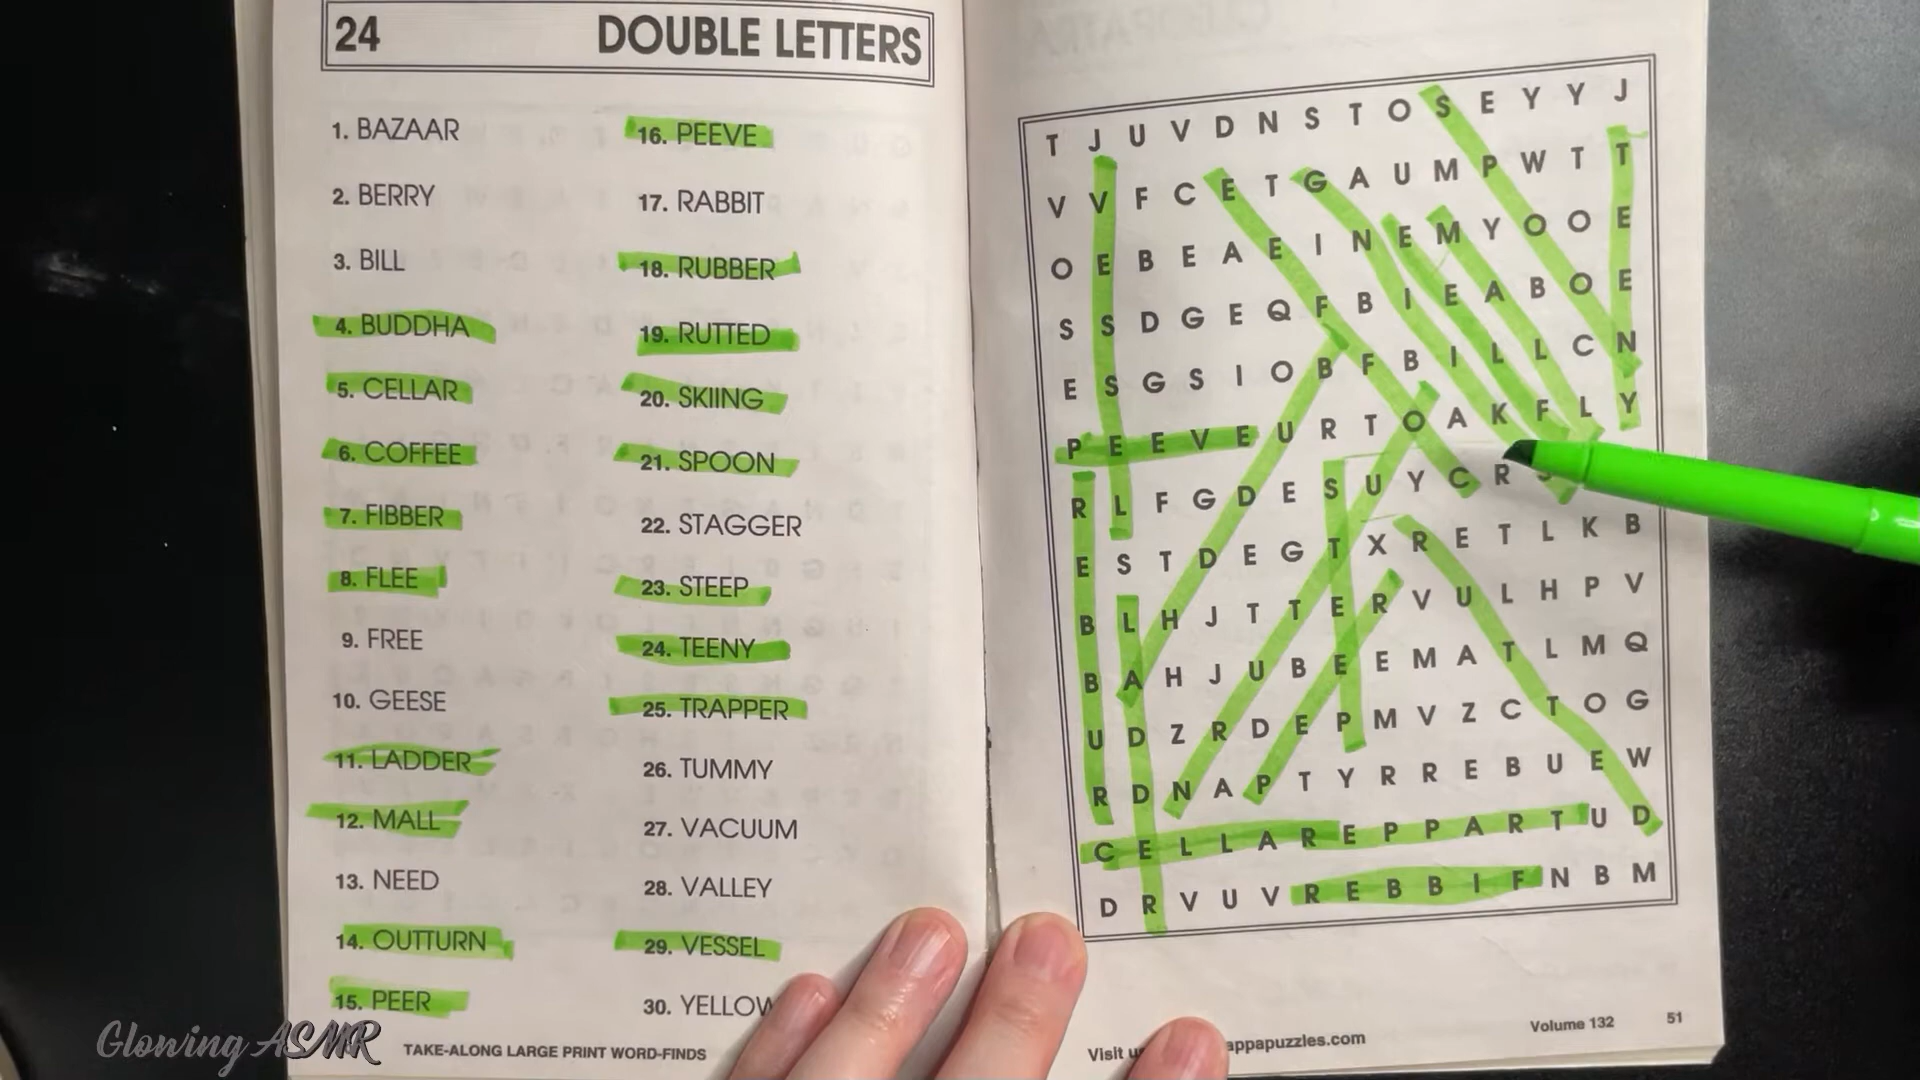 24 DOUBLE LETTERS
1. BAZAAR
2. BERRY
3. BILL
4. BUDDHA
5. CELLAR
6. COFFEE
7. FIBBER
8. FLEE
9. FREE
10. GEESE
11. LADDER
12. MALL
13. NEED
14. OUTTURN
15. PEER
16. PEEVE
17. RABBIT
18. RUBBER
19. RUTTED
20. SKIING
21. SPOON
22. STAGGER
23. STEEP
24. TEENY
25. TRAPPER
26. TUMMY
27. VACUUM
28. VALLEY
29. VESSEL
30. YELLOW
TAKE-ALONG LARGE PRINT WORD-FINDS
T J U V D N S T O S E Y Y J
V V F C E T G A U M P W T T
O E B E A E I N E M Y O O E
S S D G E Q F B I E A B O E
E S G S I O B F B I L L C N
P E E V E U R T O A K F L Y
R L F G D E S U Y C R
E S T D E G T X R E T L K B
B L H J T T E R V U L H P V
B A H J U B E E M A T L M Q
U D Z R D E P M V Z C T O G
R D N A P T Y R R E B U E W
C E L L A R E P P A R T U D
D R V U V R E B B I F N B M
Visit appapuzzles.com
Volume 132
51
Glowing ASMR